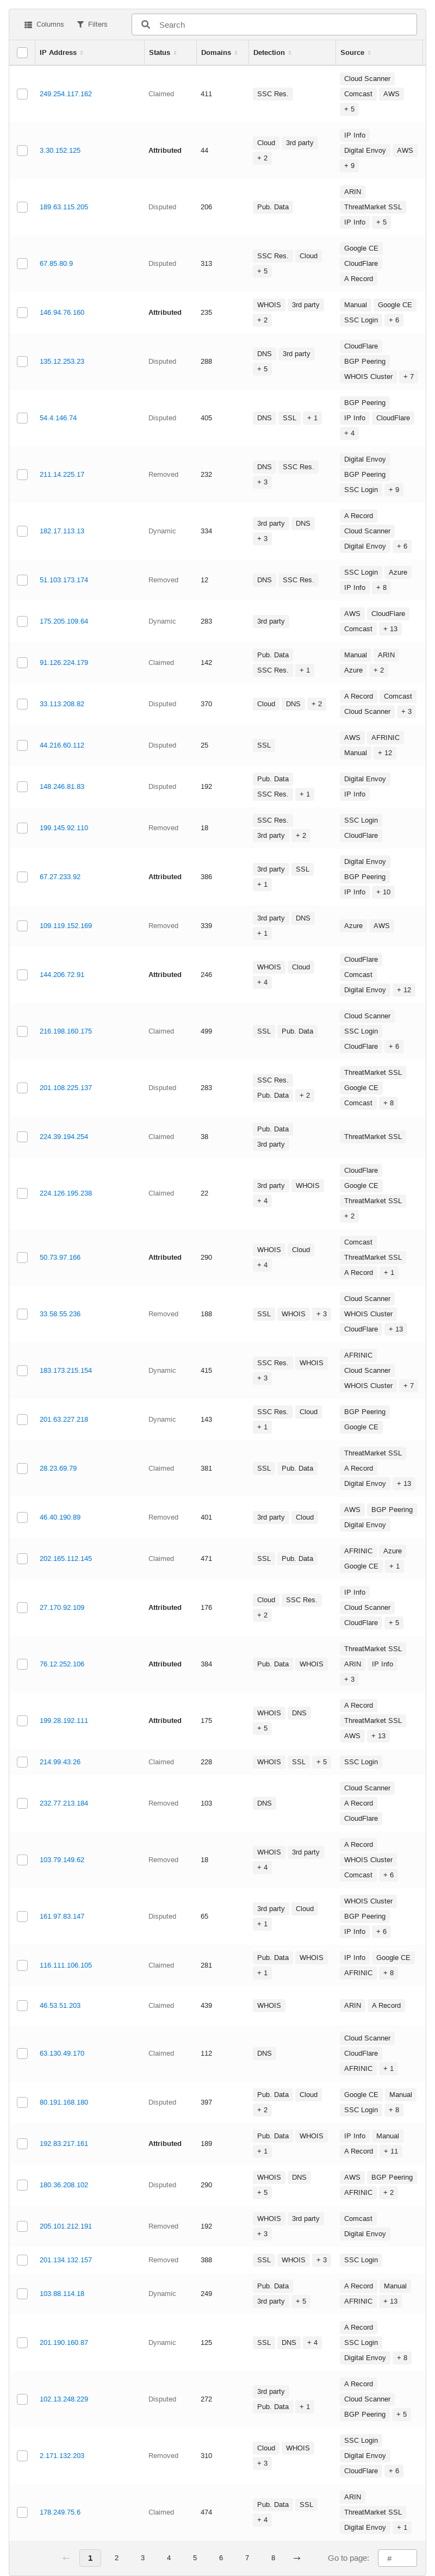 Columns Filters Search
IP Address Status Domains Detection Source
249.254.117.162 Claimed 411 SSC Res. Cloud Scanner Comcast AWS + 5
3.30.152.125 Attributed 44 Cloud 3rd party + 2 IP Info Digital Envoy AWS + 9
189.63.115.205 Disputed 206 Pub. Data ARIN ThreatMarket SSL IP Info + 5
67.85.80.9 Disputed 313 SSC Res. Cloud + 5 Google CE CloudFlare A Record
146.94.76.160 Attributed 235 WHOIS 3rd party + 2 Manual Google CE SSC Login + 6
135.12.253.23 Disputed 288 DNS 3rd party + 5 CloudFlare BGP Peering WHOIS Cluster + 7
54.4.146.74 Disputed 405 DNS SSL + 1 BGP Peering IP Info CloudFlare + 4
211.14.225.17 Removed 232 DNS SSC Res. + 3 Digital Envoy BGP Peering SSC Login + 9
182.17.113.13 Dynamic 334 3rd party DNS + 3 A Record Cloud Scanner Digital Envoy + 6
51.103.173.174 Removed 12 DNS SSC Res. SSC Login Azure IP Info + 8
175.205.109.64 Dynamic 283 3rd party AWS CloudFlare Comcast + 13
91.126.224.179 Claimed 142 Pub. Data SSC Res. + 1 Manual ARIN Azure + 2
33.113.208.82 Disputed 370 Cloud DNS + 2 A Record Comcast Cloud Scanner + 3
44.216.60.112 Disputed 25 SSL AWS AFRINIC Manual + 12
148.246.81.83 Disputed 192 Pub. Data SSC Res. + 1 Digital Envoy IP Info
199.145.92.110 Removed 18 SSC Res. 3rd party + 2 SSC Login CloudFlare
67.27.233.92 Attributed 386 3rd party SSL + 1 Digital Envoy BGP Peering IP Info + 10
109.119.152.169 Removed 339 3rd party DNS + 1 Azure AWS
144.206.72.91 Attributed 246 WHOIS Cloud + 4 CloudFlare Comcast Digital Envoy + 12
216.198.160.175 Claimed 499 SSL Pub. Data Cloud Scanner SSC Login CloudFlare + 6
201.108.225.137 Disputed 283 SSC Res. Pub. Data + 2 ThreatMarket SSL Google CE Comcast + 8
224.39.194.254 Claimed 38 Pub. Data 3rd party ThreatMarket SSL
224.126.195.238 Claimed 22 3rd party WHOIS + 4 CloudFlare Google CE ThreatMarket SSL + 2
50.73.97.166 Attributed 290 WHOIS Cloud + 4 Comcast ThreatMarket SSL A Record + 1
33.58.55.236 Removed 188 SSL WHOIS + 3 Cloud Scanner WHOIS Cluster CloudFlare + 13
183.173.215.154 Dynamic 415 SSC Res. WHOIS + 3 AFRINIC Cloud Scanner WHOIS Cluster + 7
201.63.227.218 Dynamic 143 SSC Res. Cloud + 1 BGP Peering Google CE
28.23.69.79 Claimed 381 SSL Pub. Data ThreatMarket SSL A Record Digital Envoy + 13
46.40.190.89 Removed 401 3rd party Cloud AWS BGP Peering Digital Envoy
202.165.112.145 Claimed 471 SSL Pub. Data AFRINIC Azure Google CE + 1
27.170.92.109 Attributed 176 Cloud SSC Res. + 2 IP Info Cloud Scanner CloudFlare + 5
76.12.252.106 Attributed 384 Pub. Data WHOIS ThreatMarket SSL ARIN IP Info + 3
199.28.192.111 Attributed 175 WHOIS DNS + 5 A Record ThreatMarket SSL AWS + 13
214.99.43.26 Claimed 228 WHOIS SSL + 5 SSC Login
232.77.213.184 Removed 103 DNS Cloud Scanner A Record CloudFlare
103.79.149.62 Removed 18 WHOIS 3rd party + 4 A Record WHOIS Cluster Comcast + 6
161.97.83.147 Disputed 65 3rd party Cloud + 1 WHOIS Cluster BGP Peering IP Info + 6
116.111.106.105 Claimed 281 Pub. Data WHOIS + 1 IP Info Google CE AFRINIC + 8
46.53.51.203 Claimed 439 WHOIS ARIN A Record
63.130.49.170 Claimed 112 DNS Cloud Scanner CloudFlare AFRINIC + 1
80.191.168.180 Disputed 397 Pub. Data Cloud + 2 Google CE Manual SSC Login + 8
192.83.217.161 Attributed 189 Pub. Data WHOIS + 1 IP Info Manual A Record + 11
180.36.208.102 Disputed 290 WHOIS DNS + 5 AWS BGP Peering AFRINIC + 2
205.101.212.191 Removed 192 WHOIS 3rd party + 3 Comcast Digital Envoy
201.134.132.157 Removed 388 SSL WHOIS + 3 SSC Login
103.88.114.18 Dynamic 249 Pub. Data 3rd party + 5 A Record Manual AFRINIC + 13
201.190.160.87 Dynamic 125 SSL DNS + 4 A Record SSC Login Digital Envoy + 8
102.13.248.229 Disputed 272 3rd party Pub. Data + 1 A Record Cloud Scanner BGP Peering + 5
2.171.132.203 Removed 310 Cloud WHOIS + 3 SSC Login Digital Envoy CloudFlare + 6
178.249.75.6 Claimed 474 Pub. Data SSL + 4 ARIN ThreatMarket SSL Digital Envoy + 1
← 1 2 3 4 5 6 7 8 → Go to page: #